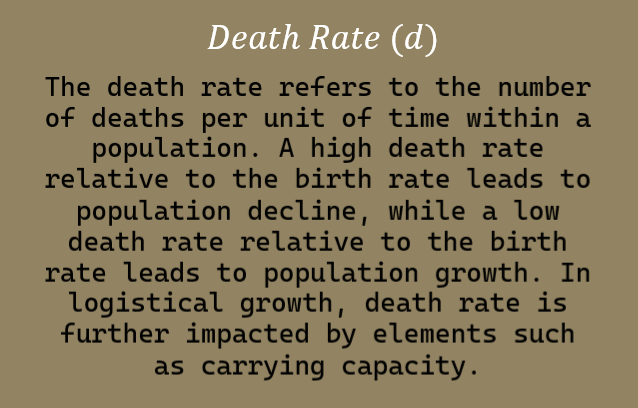 Death Rate (d)
The death rate refers to the number
of deaths per unit of time within a
population. A high death rate
relative to the birth rate leads to
population decline, while a low
death rate relative to the birth
rate leads to population growth. In
logistical growth, death rate is
further impacted by elements such
as carrying capacity.